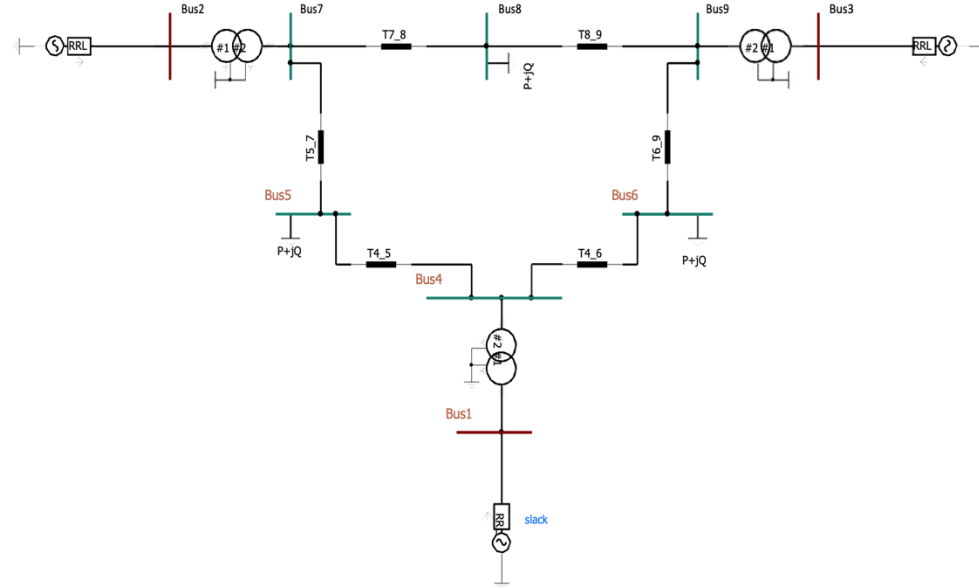 Bus2
Bus7
Bus8
Bus9
Bus3
RRL
#1
#2
T7_8
T8_9
#2
#1
RRL
P+jQ
T5_7
T6_9
Bus5
Bus6
P+jQ
T4_5
T4_6
P+jQ
Bus4
#2
#1
Bus1
RR
slack